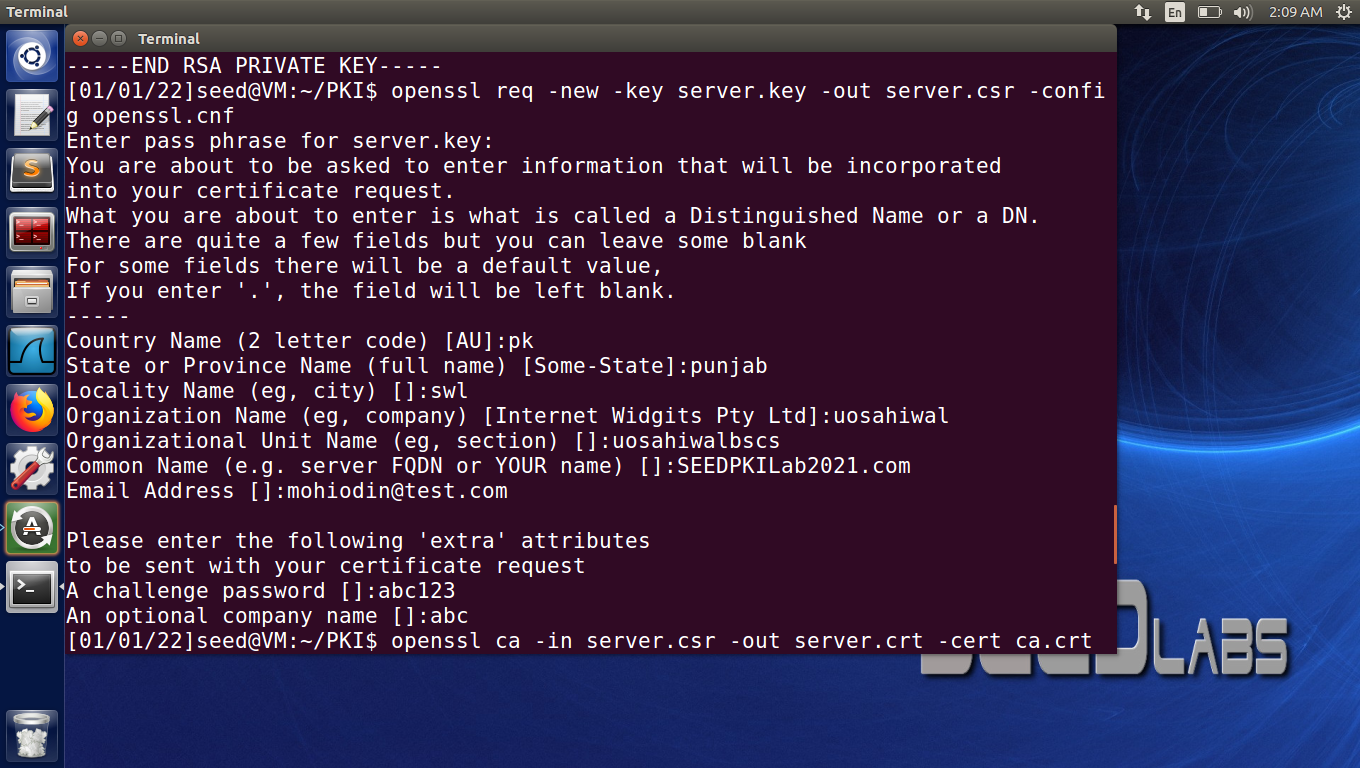 Terminal
En
2:09 AM
Terminal
-----END RSA PRIVATE KEY-----
[01/01/22]seed@VM:~/PKI$ openssl req -new -key server.key -out server.csr -confi
g openssl.cnf
Enter pass phrase for server.key:
You are about to be asked to enter information that will be incorporated
into your certificate request.
What you are about to enter is what is called a Distinguished Name or a DN.
There are quite a few fields but you can leave some blank
For some fields there will be a default value,
If you enter '.', the field will be left blank.
-----
Country Name (2 letter code) [AU]:pk
State or Province Name (full name) [Some-State]:punjab
Locality Name (eg, city) []:swl
Organization Name (eg, company) [Internet Widgits Pty Ltd]:uosahiwal
Organizational Unit Name (eg, section) []:uosahiwalbscs
Common Name (e.g. server FQDN or YOUR name) []:SEEDPKILab2021.com
Email Address []:mohiodin@test.com
Please enter the following 'extra' attributes
to be sent with your certificate request
A challenge password []:abc123
An optional company name []:abc
[01/01/22]seed@VM:~/PKI$ openssl ca -in server.csr -out server.crt -cert ca.crt
LABS